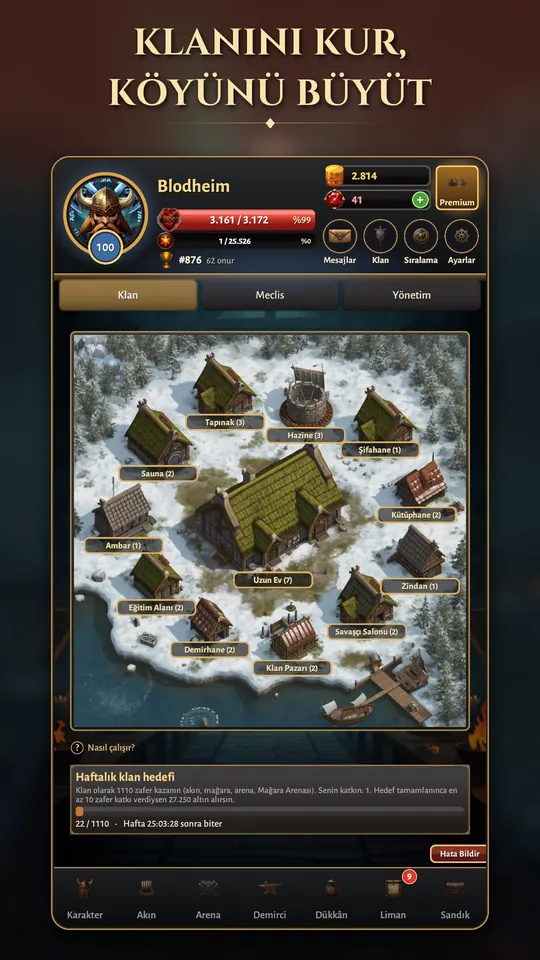 KLANINI KUR,
KÖYÜNÜ BÜYÜT
Blodheim
2.814
41
Premium
3.161 / 3.172 %99
1 / 25.526 %0
100
#876 62 onur
Mesajlar Klan Sıralama Ayarlar
Klan Meclis Yönetim
Tapınak (3)
Hazine (3)
Şifahane (1)
Sauna (2)
Kütüphane (2)
Ambar (1)
Uzun Ev (7)
Zindan (1)
Eğitim Alanı (2)
Savaşçı Salonu (2)
Demirhane (2)
Klan Pazarı (2)
? Nasıl çalışır?
Haftalık klan hedefi
Klan olarak 1110 zafer kazanın (akın, mağara, arena, Mağara Arenası). Senin katkın: 1. Hedef tamamlanınca en
az 10 zafer katkı verdiysen 27.250 altın alırsın.
22 / 1110 · Hafta 25:03:28 sonra biter
Hata Bildir
9
Karakter Akın Arena Demirci Dükkân Liman Sandık